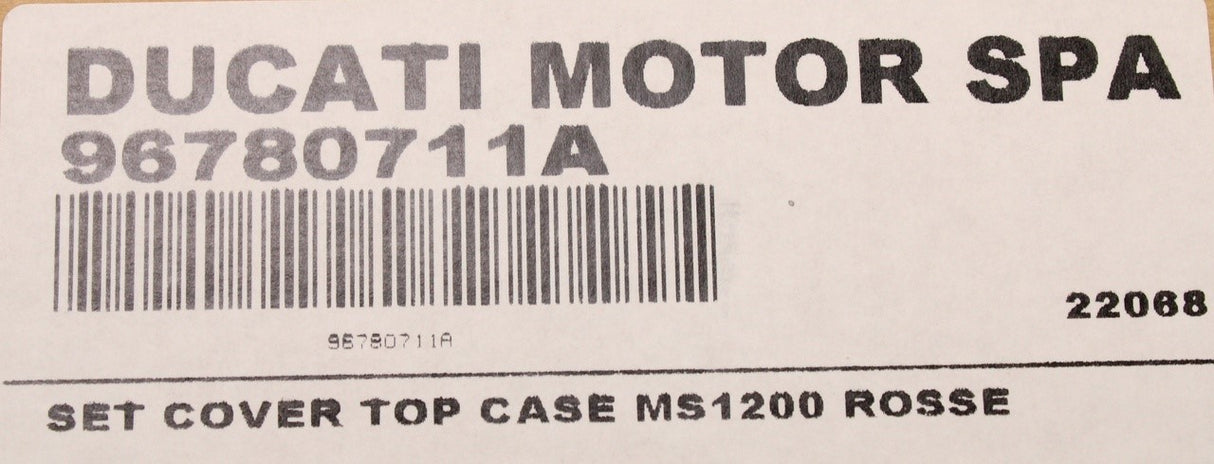 DUCATI MOTOR SPA
96780711A
96780711A
22068
SET COVER TOP CASE MS1200 ROSSE